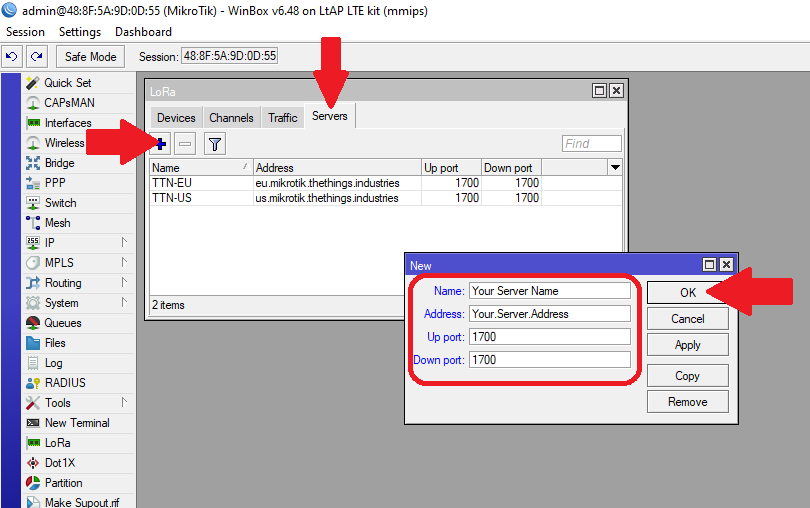 admin@48:8F:5A:9D:0D:55 (MikroTik) - WinBox v6.48 on LtAP LTE kit (mmips)
Session Settings Dashboard
Safe Mode Session: 48:8F:5A:9D:0D:55
Quick Set
CAPsMAN
Interfaces
Wireless
Bridge
PPP
Switch
Mesh
IP
MPLS
Routing
System
Queues
Files
Log
RADIUS
Tools
New Terminal
LoRa
Dot1X
Partition
Make Supout.rif
LoRa
Devices Channels Traffic Servers
Find
Name Address Up port Down port
TTN-EU eu.mikrotik.thethings.industries 1700 1700
TTN-US us.mikrotik.thethings.industries 1700 1700
2 items
New
Name: Your Server Name
Address: Your.Server.Address
Up port: 1700
Down port: 1700
OK
Cancel
Apply
Copy
Remove